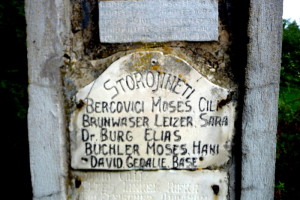 STOROJINETI
BERCOVICI MOSES, CILI
BRUNWASER LEIZER, SARA
Dr. BURG ELIAS
BUCHLER MOSES, HANI
"DAVID GEDALIE, BASE"